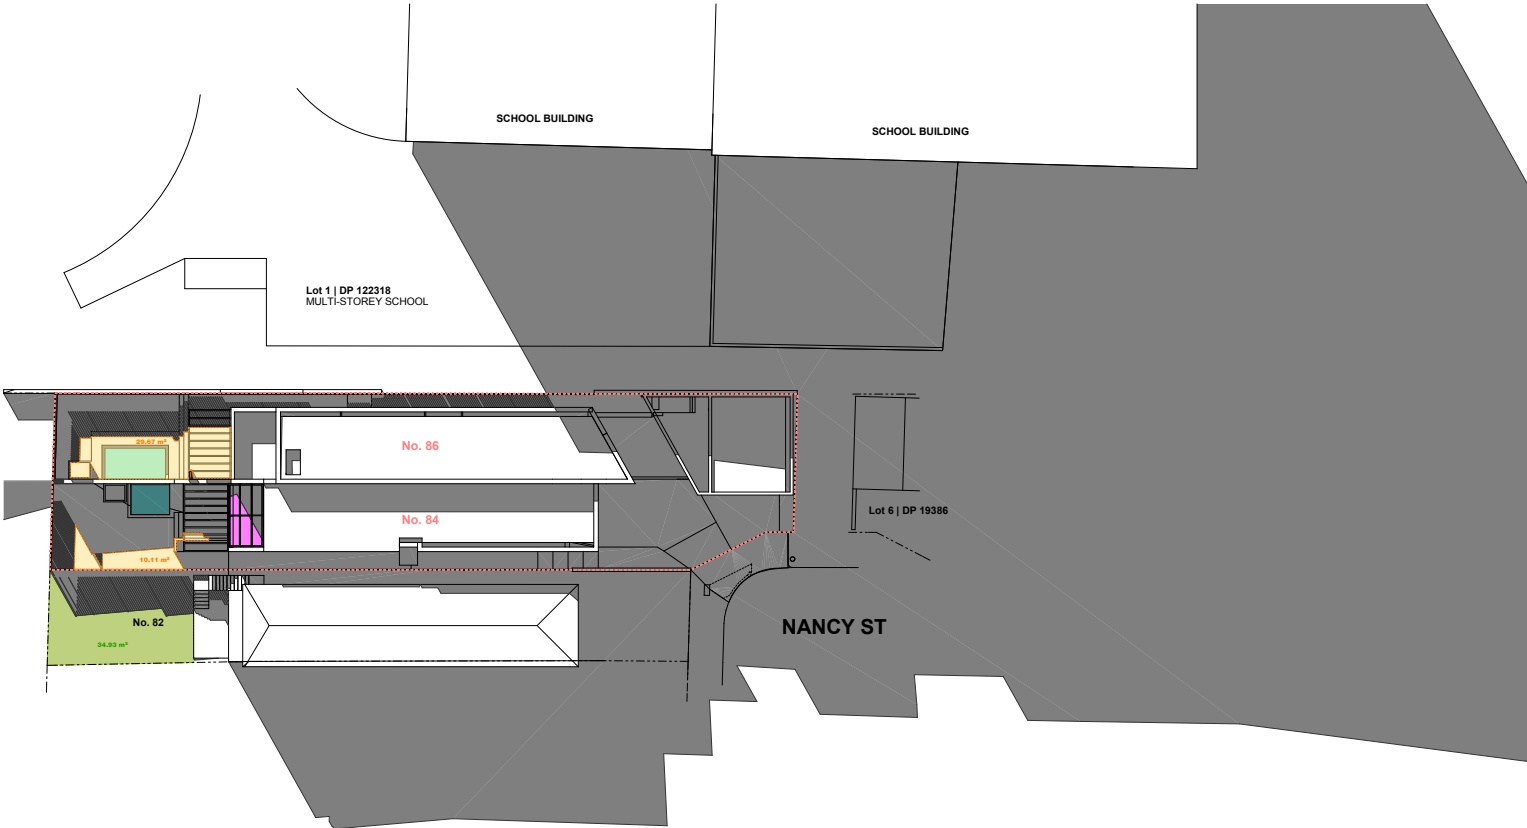 SCHOOL BUILDING
SCHOOL BUILDING
Lot 1 | DP 122318
MULTI-STOREY SCHOOL
29.67 m²
No. 86
No. 84
Lot 6 | DP 19386
10.11 m²
No. 82
34.93 m²
NANCY ST